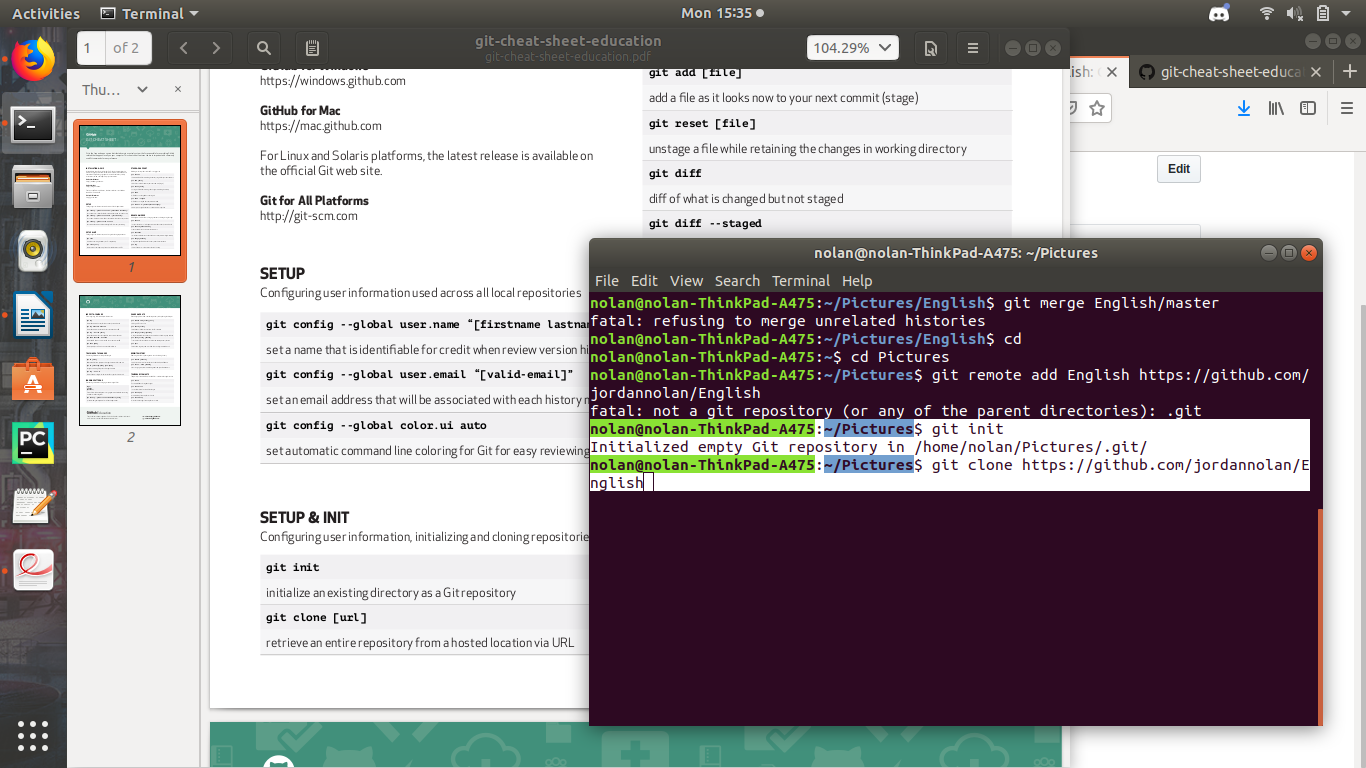 Activities
Terminal
Mon 15:35
1
of 2
git-cheat-sheet-education
git-cheat-sheet-education.pdf
104.29%
Thu…
1
2
https://windows.github.com
GitHub for Mac
https://mac.github.com
For Linux and Solaris platforms, the latest release is available on
the official Git web site.
Git for All Platforms
http://git-scm.com
SETUP
Configuring user information used across all local repositories
git config --global user.name “[firstname lastna
set a name that is identifiable for credit when review version hi
git config --global user.email “[valid-email]”
set an email address that will be associated with each history
git config --global color.ui auto
set automatic command line coloring for Git for easy reviewing
SETUP & INIT
Configuring user information, initializing and cloning repositorie
git init
initialize an existing directory as a Git repository
git clone [url]
retrieve an entire repository from a hosted location via URL
git add [file]
add a file as it looks now to your next commit (stage)
git reset [file]
unstage a file while retaining the changes in working directory
git diff
diff of what is changed but not staged
git diff --staged
ish:
git-cheat-sheet-educa
Edit
nolan@nolan-ThinkPad-A475: ~/Pictures
File Edit View Search Terminal Help
nolan@nolan-ThinkPad-A475:~/Pictures/English$ git merge English/master
fatal: refusing to merge unrelated histories
nolan@nolan-ThinkPad-A475:~/Pictures/English$ cd
nolan@nolan-ThinkPad-A475:~$ cd Pictures
nolan@nolan-ThinkPad-A475:~/Pictures$ git remote add English https://github.com/
jordannolan/English
fatal: not a git repository (or any of the parent directories): .git
nolan@nolan-ThinkPad-A475:~/Pictures$ git init
Initialized empty Git repository in /home/nolan/Pictures/.git/
nolan@nolan-ThinkPad-A475:~/Pictures$ git clone https://github.com/jordannolan/E
nglish